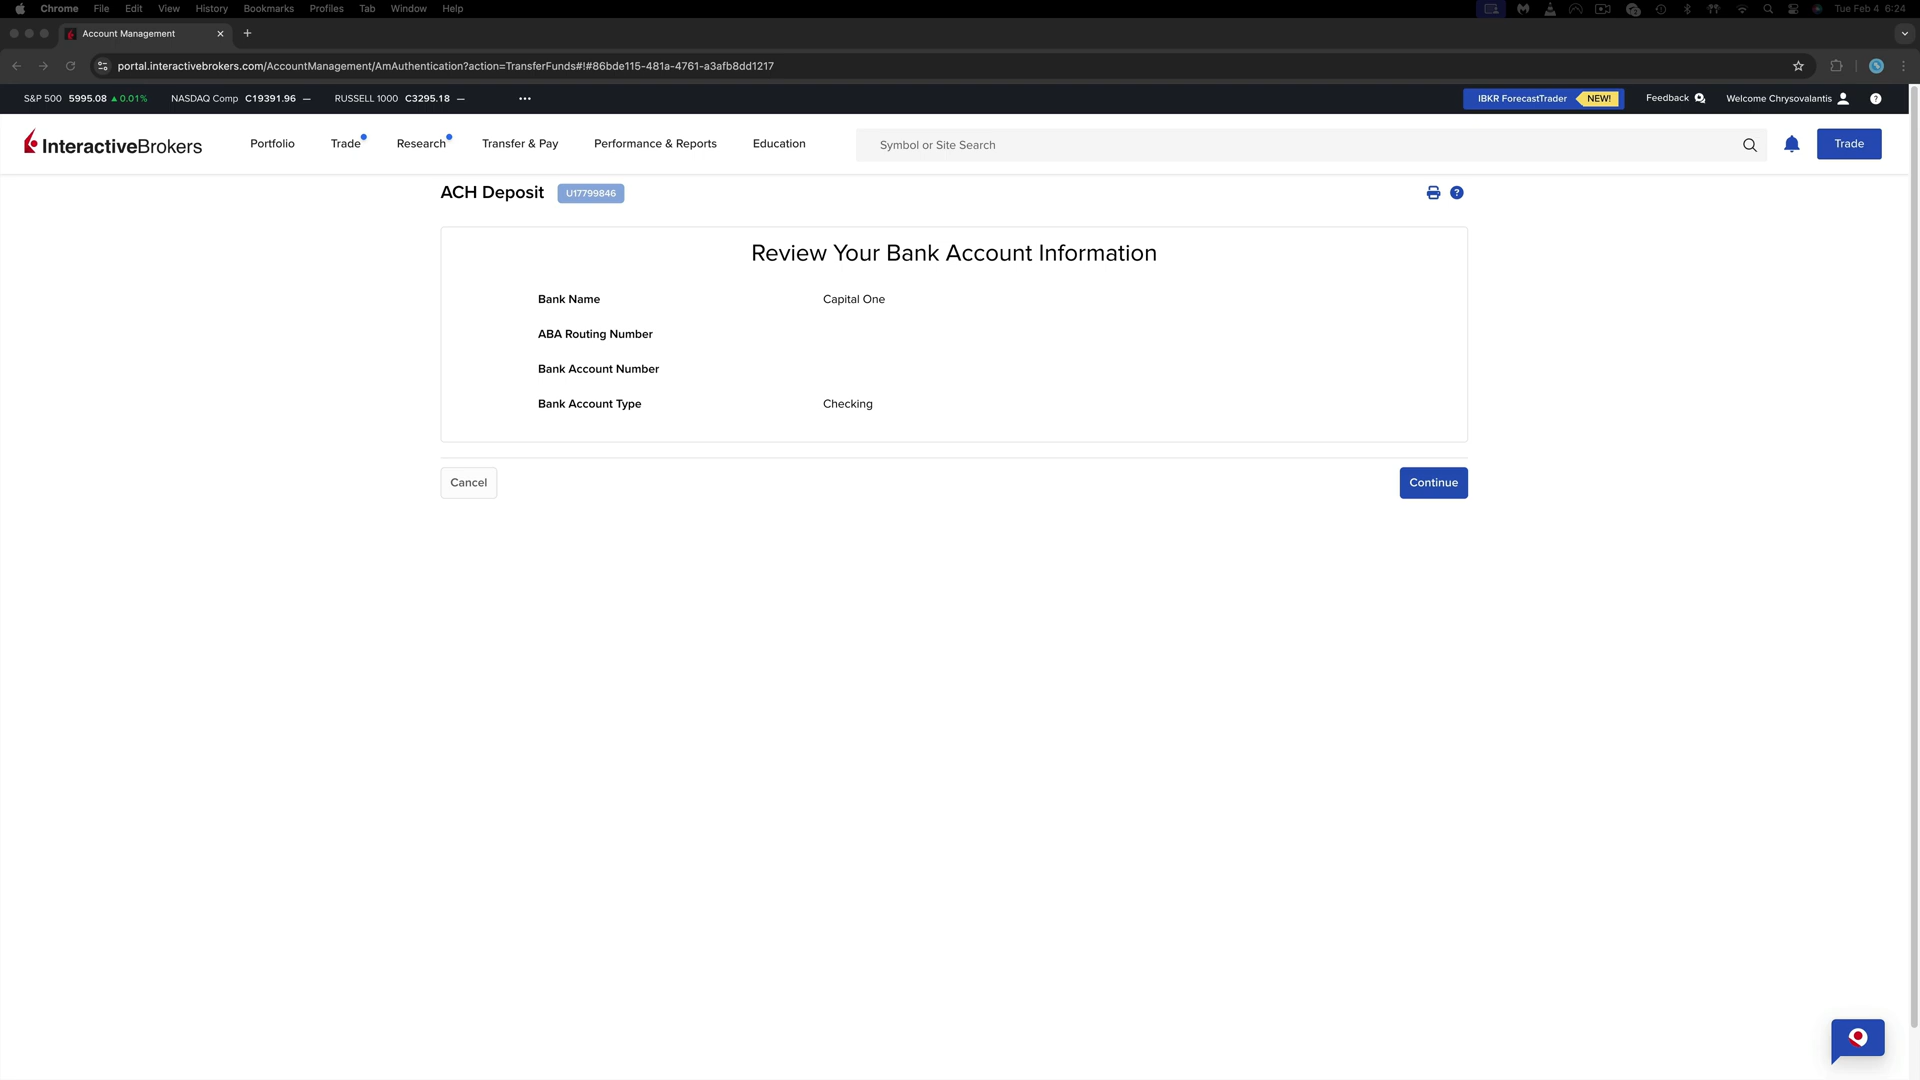 Chrome File Edit View History Bookmarks Profiles Tab Window Help Tue Feb 4 6:24
Account Management
portal.interactivebrokers.com/AccountManagement/AmAuthentication?action=TransferFunds#!#86bde115-481a-4761-a3afb8dd1217
S&P 500 5995.08 ▲0.01% NASDAQ Comp C19391.96 — RUSSELL 1000 C3295.18 — ••• IBKR ForecastTrader NEW! Feedback Welcome Chrysovalantis
InteractiveBrokers Portfolio Trade Research Transfer & Pay Performance & Reports Education Symbol or Site Search Trade
ACH Deposit U17799846
Review Your Bank Account Information
Bank Name Capital One
ABA Routing Number
Bank Account Number
Bank Account Type Checking
Cancel Continue